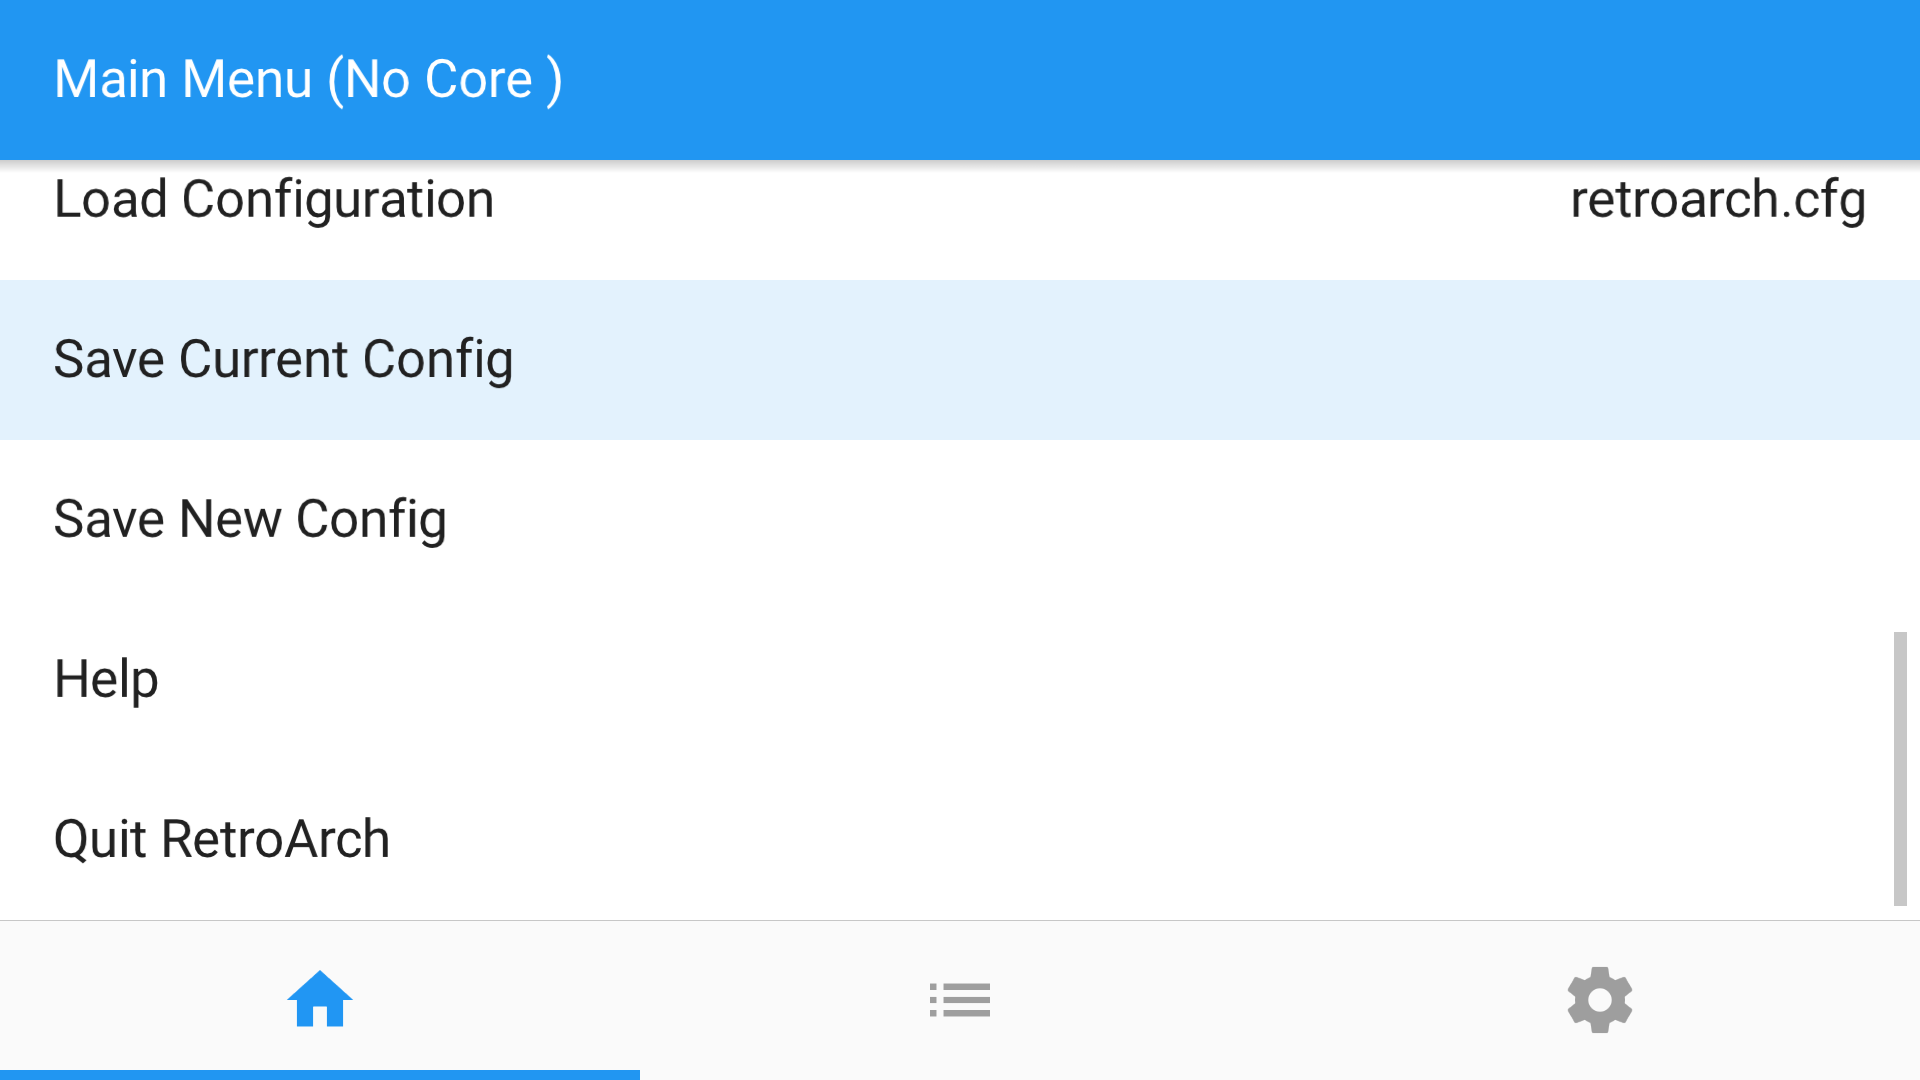 Main Menu (No Core )
Load Configuration retroarch.cfg
Save Current Config
Save New Config
Help
Quit RetroArch